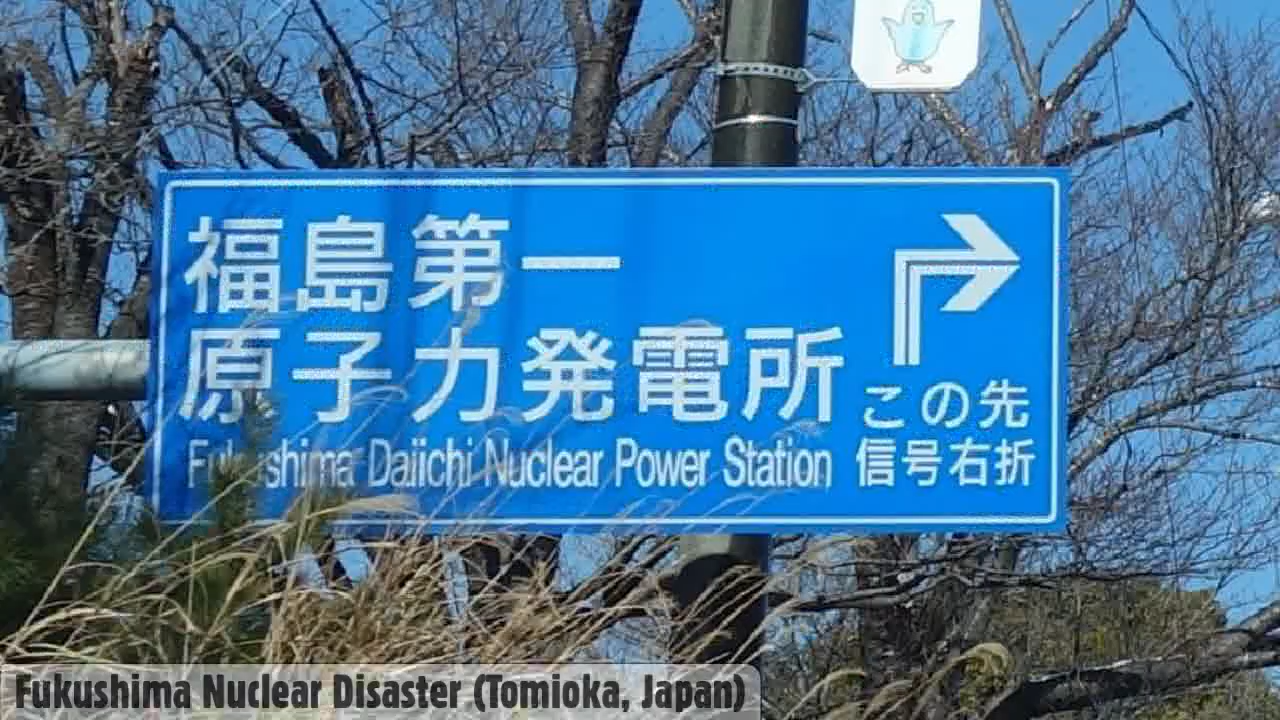 福島第一
原子力発電所
Fukushima Daiichi Nuclear Power Station
この先
信号右折
Fukushima Nuclear Disaster (Tomioka, Japan)